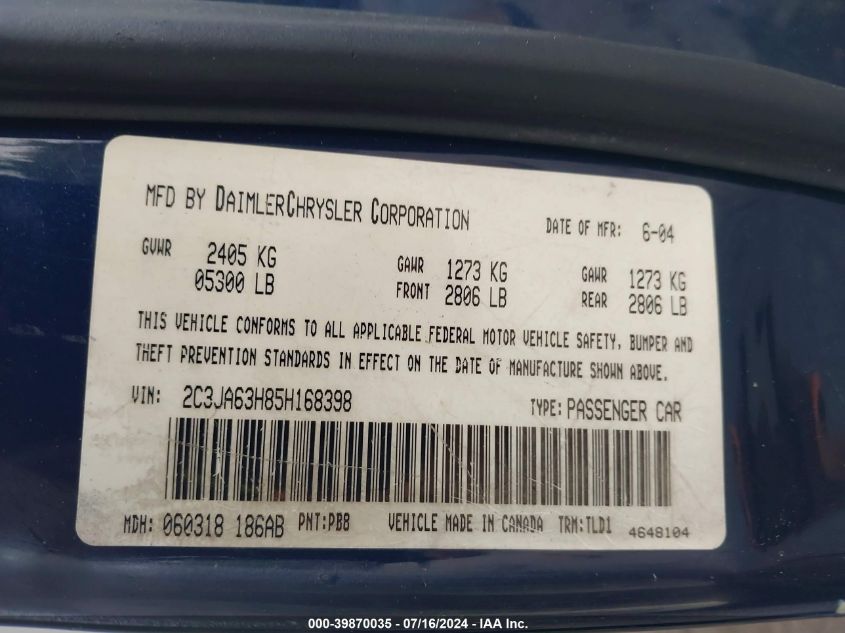 MFD BY DAIMLERCHRYSLER CORPORATION DATE OF MFR: 6-04
GVWR 2405 KG GAWR 1273 KG GAWR 1273 KG
05300 LB FRONT 2806 LB REAR 2806 LB
THIS VEHICLE CONFORMS TO ALL APPLICABLE FEDERAL MOTOR VEHICLE SAFETY, BUMPER AND
THEFT PREVENTION STANDARDS IN EFFECT ON THE DATE OF MANUFACTURE SHOWN ABOVE.
VIN: 2C3JA63H85H168398 TYPE: PASSENGER CAR
MDH: 060318 186AB PNT:PB8 VEHICLE MADE IN CANADA TRM:TLD1 4648104
000-39870035 - 07/16/2024 - IAA Inc.